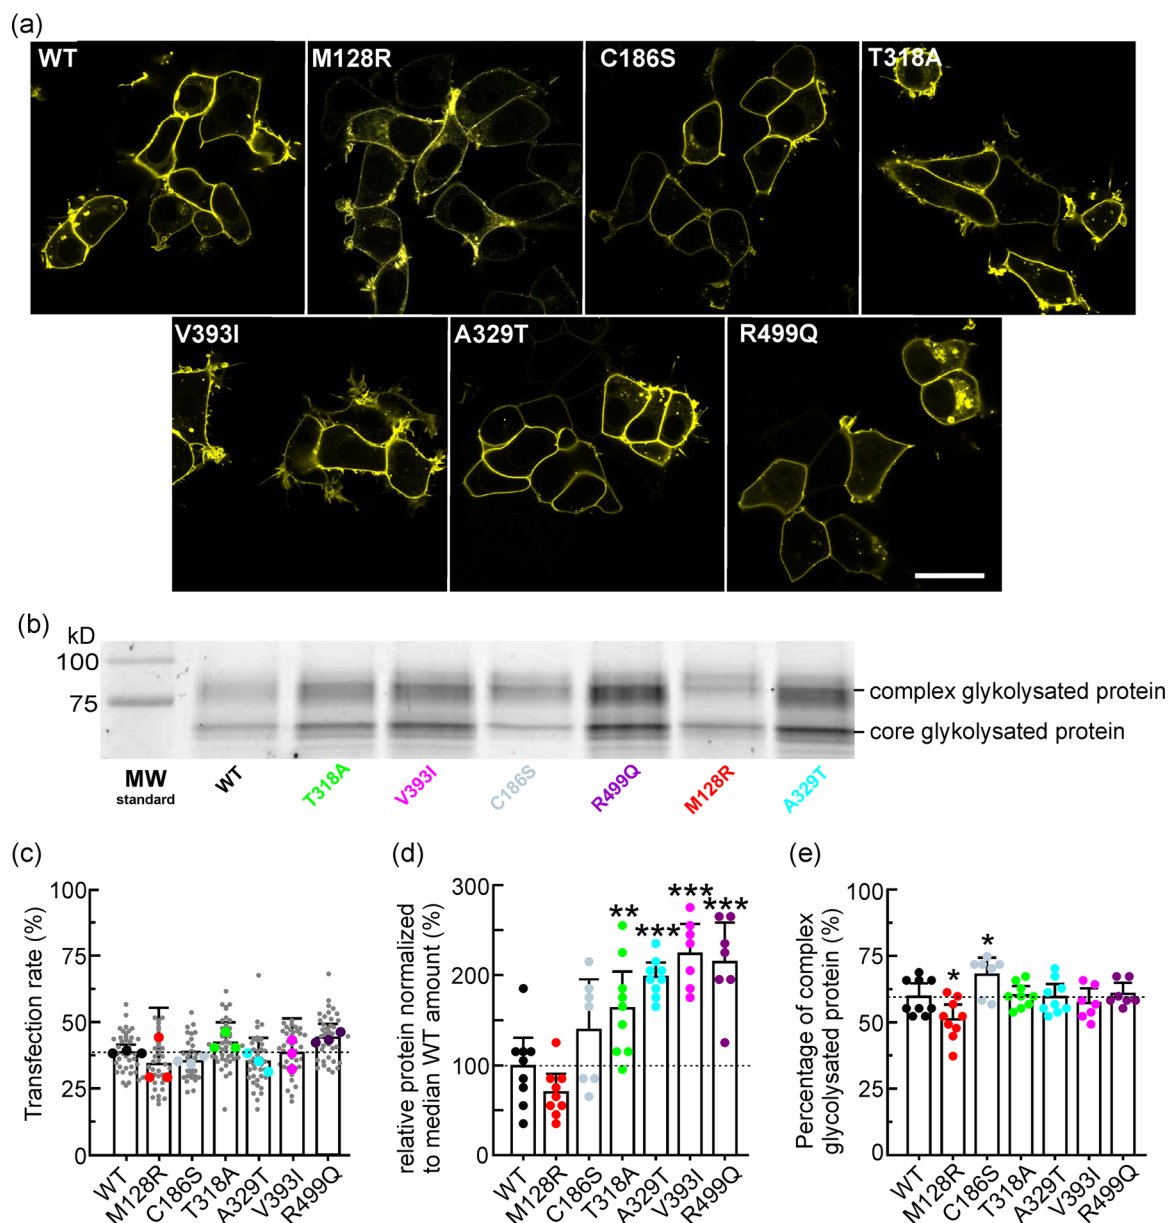 (a)
WT
M128R
C186S
T318A
V393I
A329T
R499Q
(b)
kD
100
75
complex glykolysated protein
core glykolysated protein
MW
standard
WT
T318A
V393I
C186S
R499Q
M128R
A329T
(c)
Transfection rate (%)
100
75
50
25
0
WT
M128R
C186S
T318A
A329T
V393I
R499Q
(d)
relative protein normalized
to median WT amount (%)
300
200
100
0
**
***
***
***
WT
M128R
C186S
T318A
A329T
V393I
R499Q
(e)
Percentage of complex
glycolysated protein (%)
100
75
50
25
0
*
*
WT
M128R
C186S
T318A
A329T
V393I
R499Q